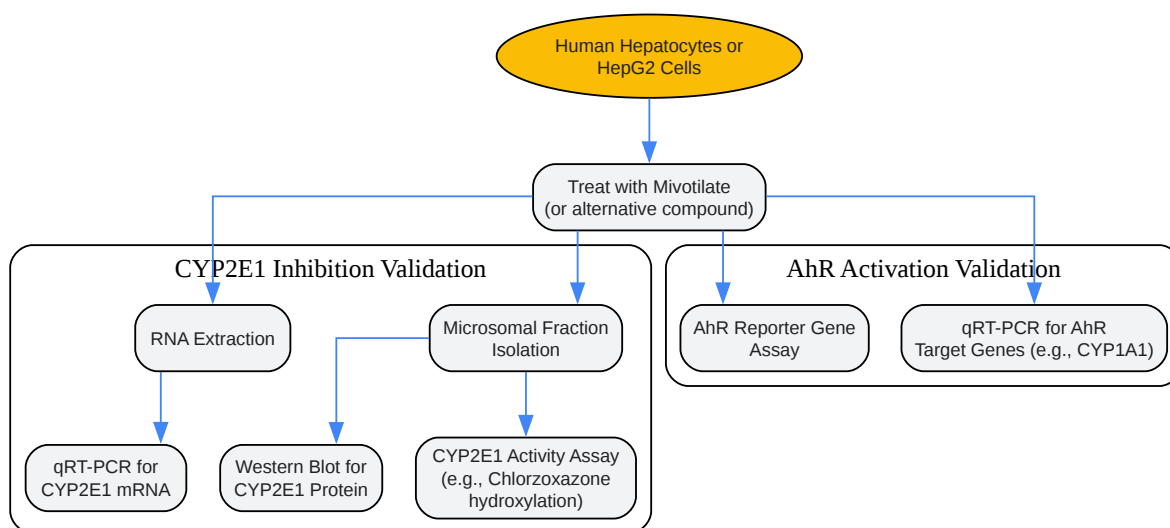 Human Hepatocytes or
HepG2 Cells
Treat with Mivotilate
(or alternative compound)
CYP2E1 Inhibition Validation
AhR Activation Validation
RNA Extraction
Microsomal Fraction
Isolation
AhR Reporter Gene
Assay
qRT-PCR for AhR
Target Genes (e.g., CYP1A1)
qRT-PCR for
CYP2E1 mRNA
Western Blot for
CYP2E1 Protein
CYP2E1 Activity Assay
(e.g., Chlorzoxazone
hydroxylation)